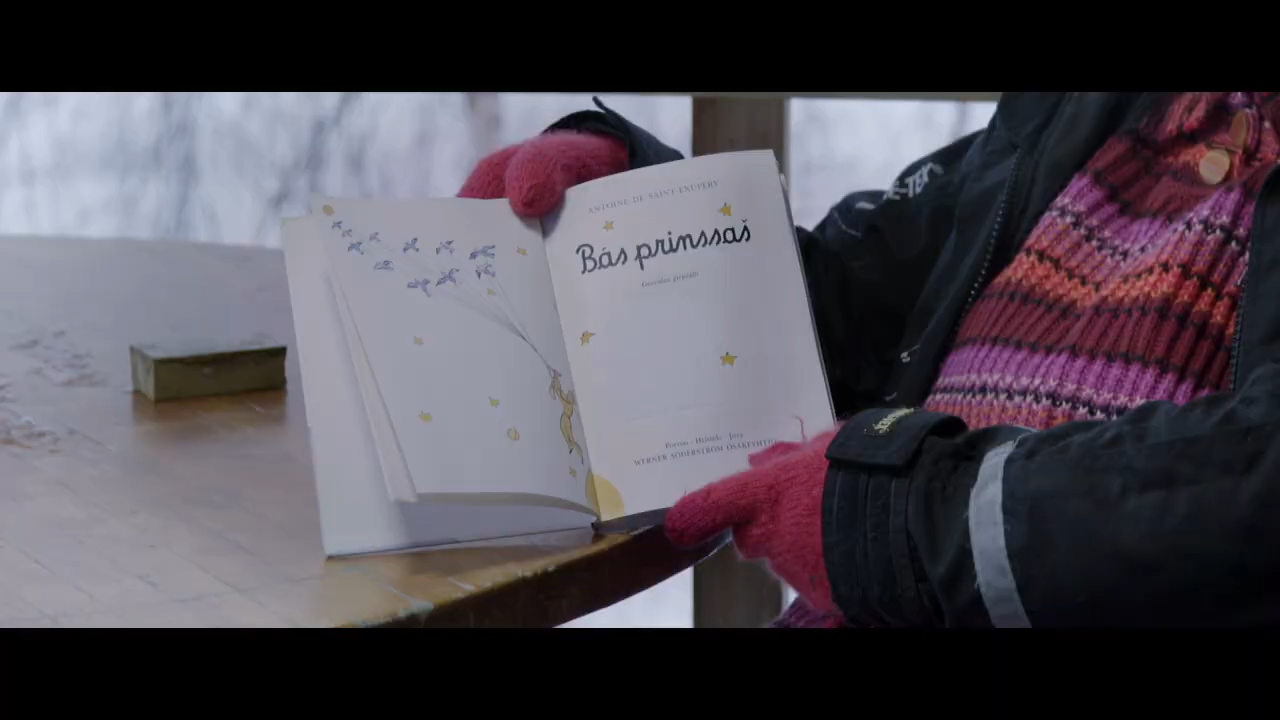 ANTOINE DE SAINT-EXUPÉRY
Bás prinssaš
Porvoo · Helsinki · Juva
WERNER SÖDERSTRÖM OSAKEYHTIÖ